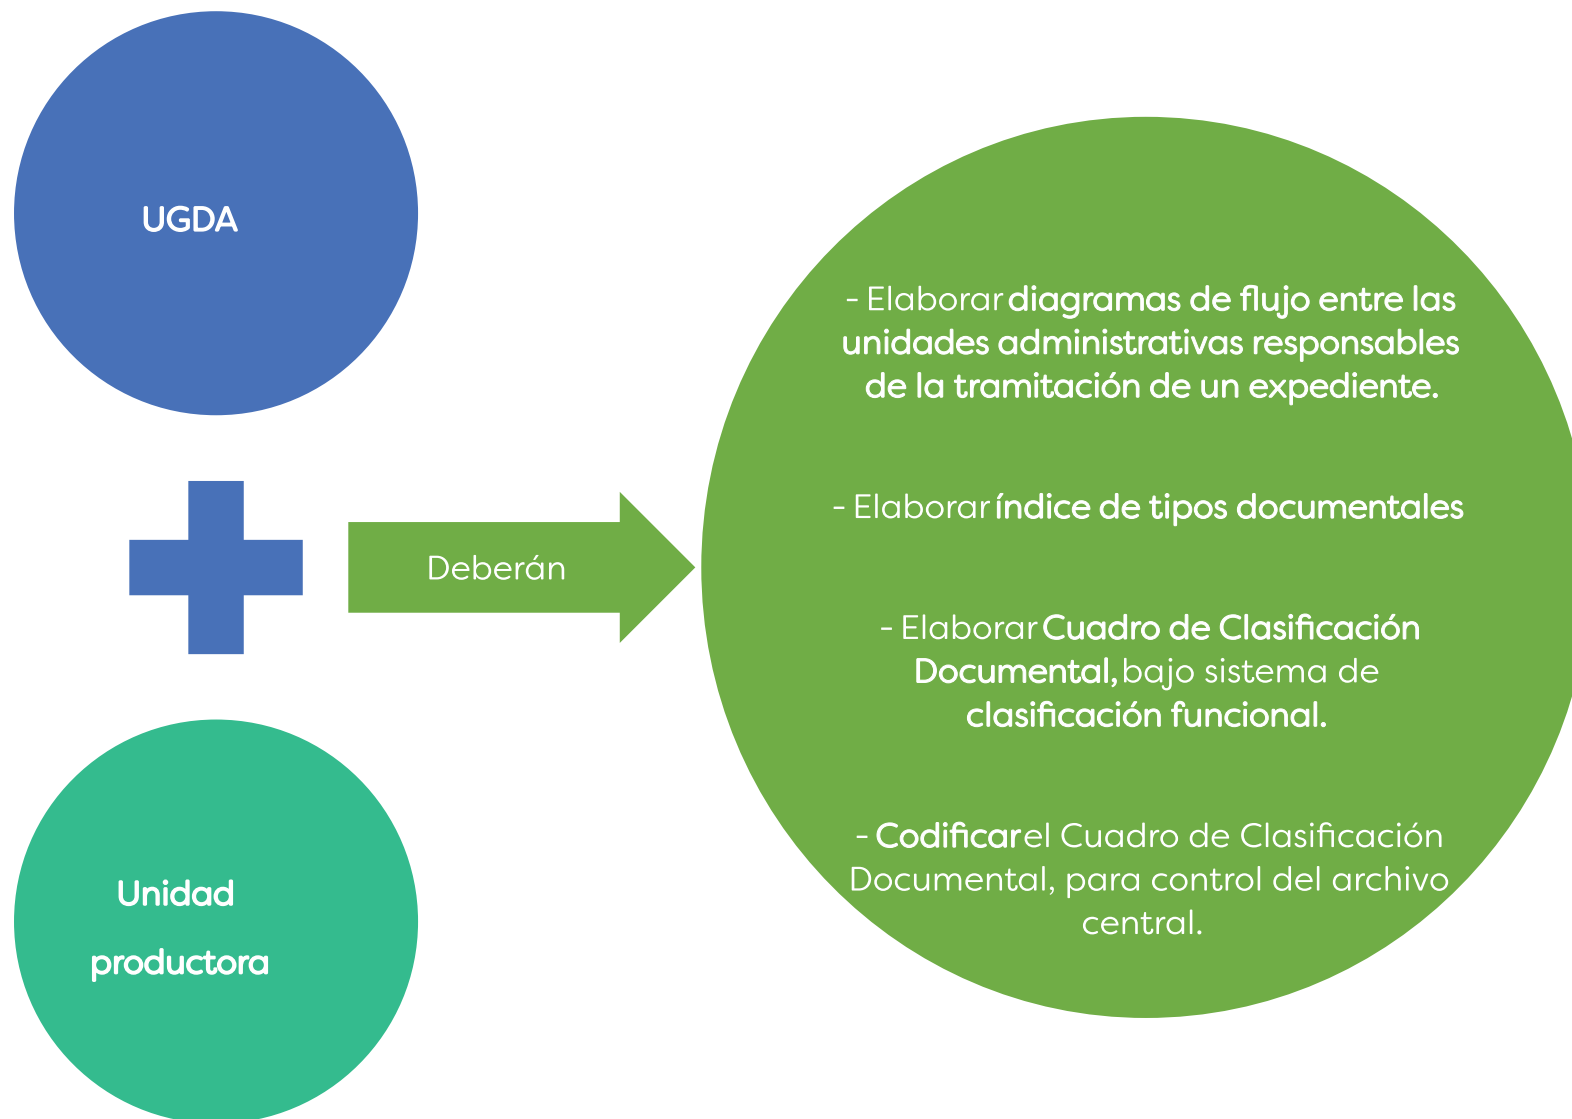 UGDA
Unidad
productora
Deberán
- Elaborar diagramas de flujo entre las
unidades administrativas responsables
de la tramitación de un expediente.
- Elaborar índice de tipos documentales
- Elaborar Cuadro de Clasificación
Documental, bajo sistema de
clasificación funcional.
- Codificar el Cuadro de Clasificación
Documental, para control del archivo
central.